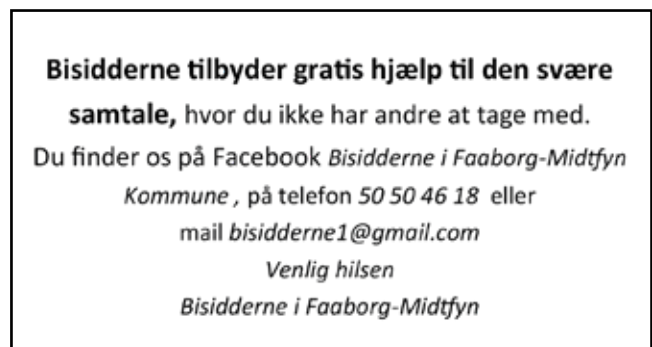 Bisidderne tilbyder gratis hjælp til den svære
samtale, hvor du ikke har andre at tage med.
Du finder os på Facebook Bisidderne i Faaborg-Midtfyn
Kommune , på telefon 50 50 46 18 eller
mail bisidderne1@gmail.com
Venlig hilsen
Bisidderne i Faaborg-Midtfyn